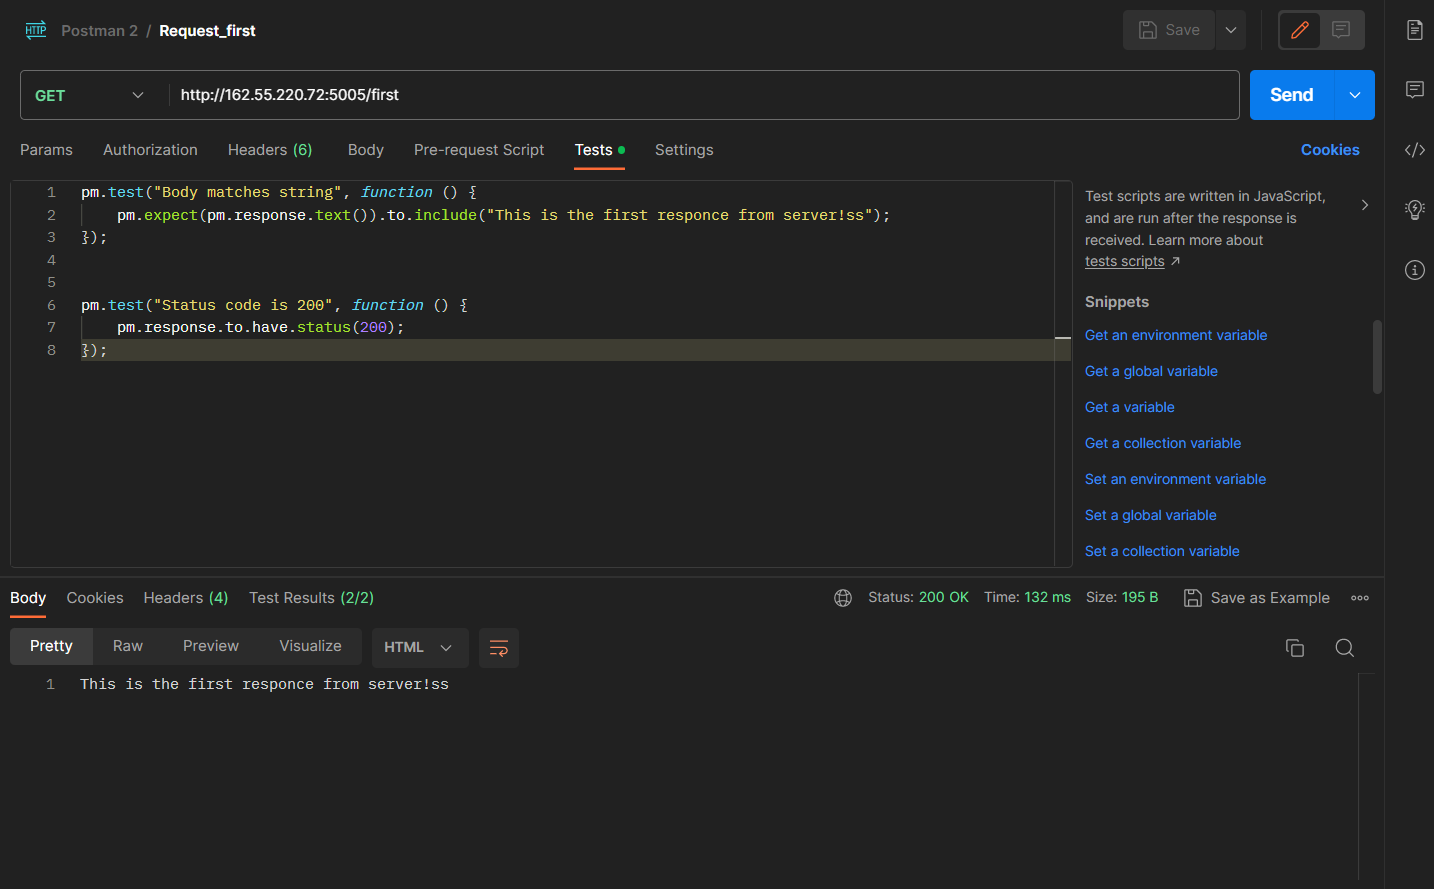 HTTP Postman 2 / Request_first Save
GET http://162.55.220.72:5005/first Send
Params Authorization Headers (6) Body Pre-request Script Tests Settings Cookies
1 pm.test("Body matches string", function () {
2 pm.expect(pm.response.text()).to.include("This is the first responce from server!ss");
3 });
4
5
6 pm.test("Status code is 200", function () {
7 pm.response.to.have.status(200);
8 });
Test scripts are written in JavaScript,
and are run after the response is
received. Learn more about
tests scripts ↗
Snippets
Get an environment variable
Get a global variable
Get a variable
Get a collection variable
Set an environment variable
Set a global variable
Set a collection variable
Body Cookies Headers (4) Test Results (2/2) Status: 200 OK Time: 132 ms Size: 195 B Save as Example
Pretty Raw Preview Visualize HTML
1 This is the first responce from server!ss